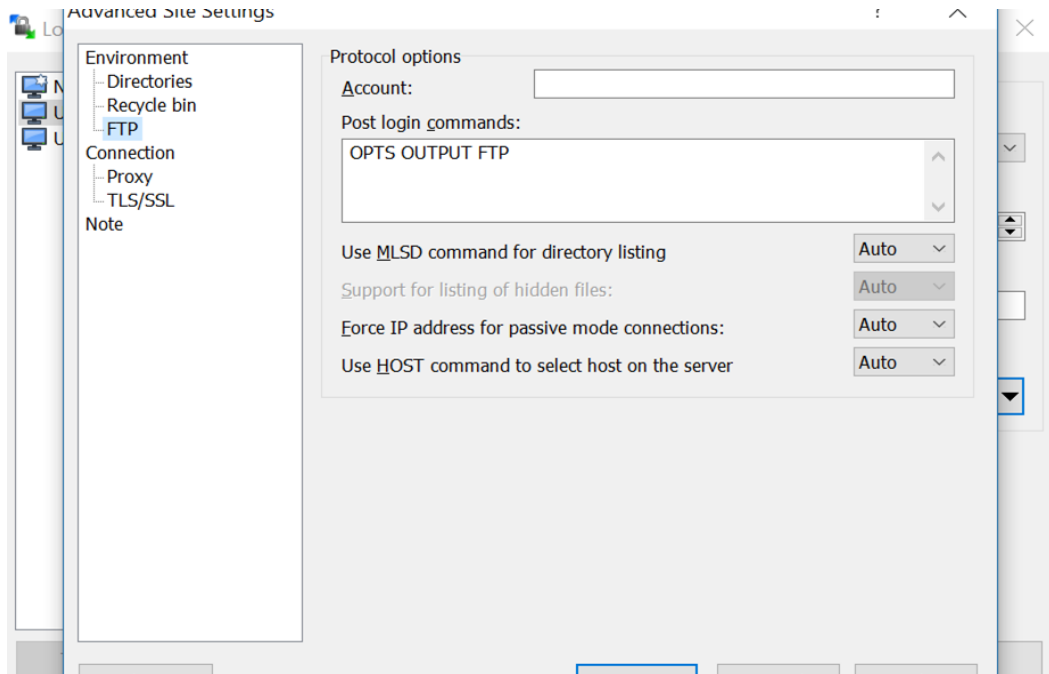 Advanced Site Settings
?
Lo
N
U
U
Environment
Directories
Recycle bin
FTP
Connection
Proxy
TLS/SSL
Note
Protocol options
Account:
Post login commands:
OPTS OUTPUT FTP
Use MLSD command for directory listing Auto
Support for listing of hidden files: Auto
Force IP address for passive mode connections: Auto
Use HOST command to select host on the server Auto